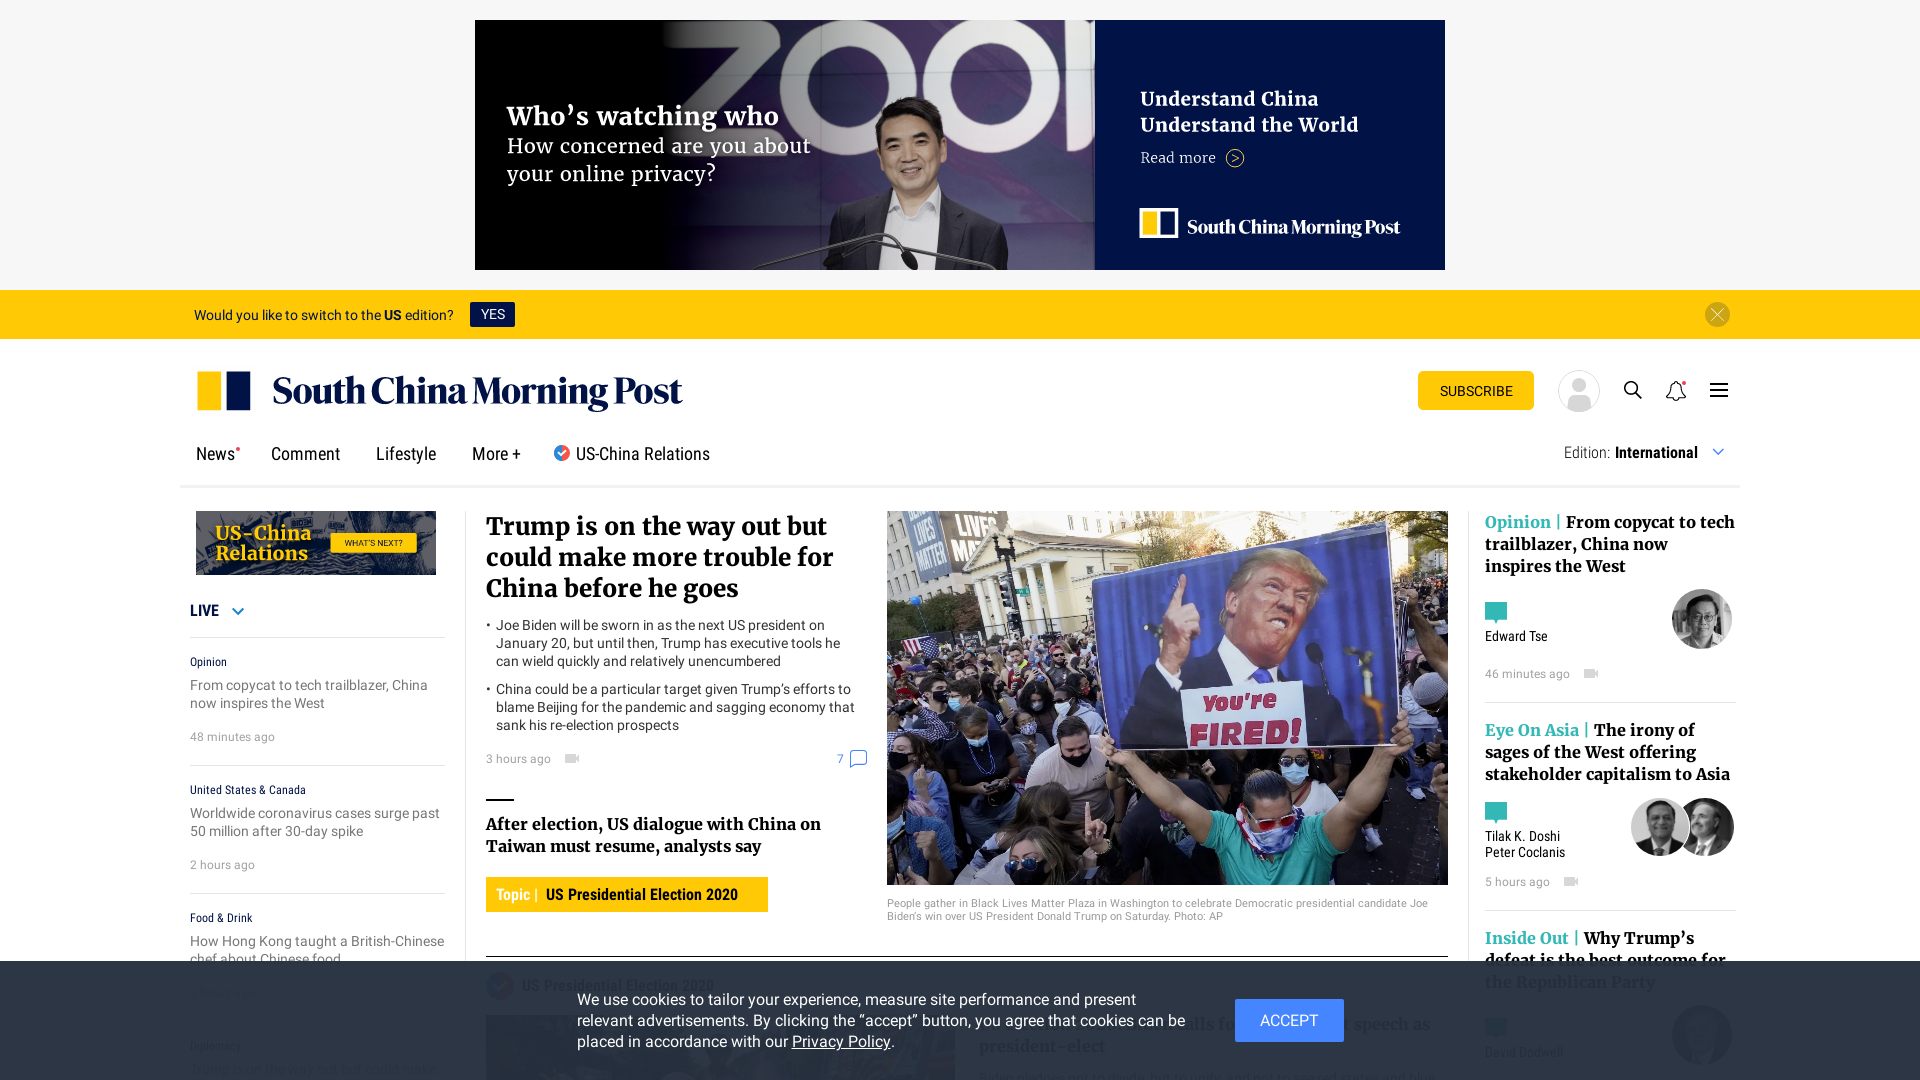 ZOOM
Who’s watching who
How concerned are you about
your online privacy?
Understand China
Understand the World
Read more
South China Morning Post
Would you like to switch to the US edition?
YES
South China Morning Post
SUBSCRIBE
News
Comment
Lifestyle
More +
US-China Relations
Edition: International
US-China
Relations
WHAT'S NEXT?
LIVE
Opinion
From copycat to tech trailblazer, China
now inspires the West
48 minutes ago
United States & Canada
Worldwide coronavirus cases surge past
50 million after 30-day spike
2 hours ago
Food & Drink
How Hong Kong taught a British-Chinese
chef about Chinese food
Trump is on the way out but
could make more trouble for
China before he goes
• Joe Biden will be sworn in as the next US president on
January 20, but until then, Trump has executive tools he
can wield quickly and relatively unencumbered
• China could be a particular target given Trump’s efforts to
blame Beijing for the pandemic and sagging economy that
sank his re-election prospects
3 hours ago
7
After election, US dialogue with China on
Taiwan must resume, analysts say
Topic | US Presidential Election 2020
LIVES
MATTER
You're
FIRED!
People gather in Black Lives Matter Plaza in Washington to celebrate Democratic presidential candidate Joe
Biden’s win over US President Donald Trump on Saturday. Photo: AP
Opinion | From copycat to tech
trailblazer, China now
inspires the West
Edward Tse
46 minutes ago
Eye On Asia | The irony of
sages of the West offering
stakeholder capitalism to Asia
Tilak K. Doshi
Peter Coclanis
5 hours ago
Inside Out | Why Trump’s
defeat is the best outcome for
the Republican Party
David Dodwell
US Presidential Election 2020
speech as
president-elect
We use cookies to tailor your experience, measure site performance and present
relevant advertisements. By clicking the “accept” button, you agree that cookies can be
placed in accordance with our Privacy Policy.
ACCEPT